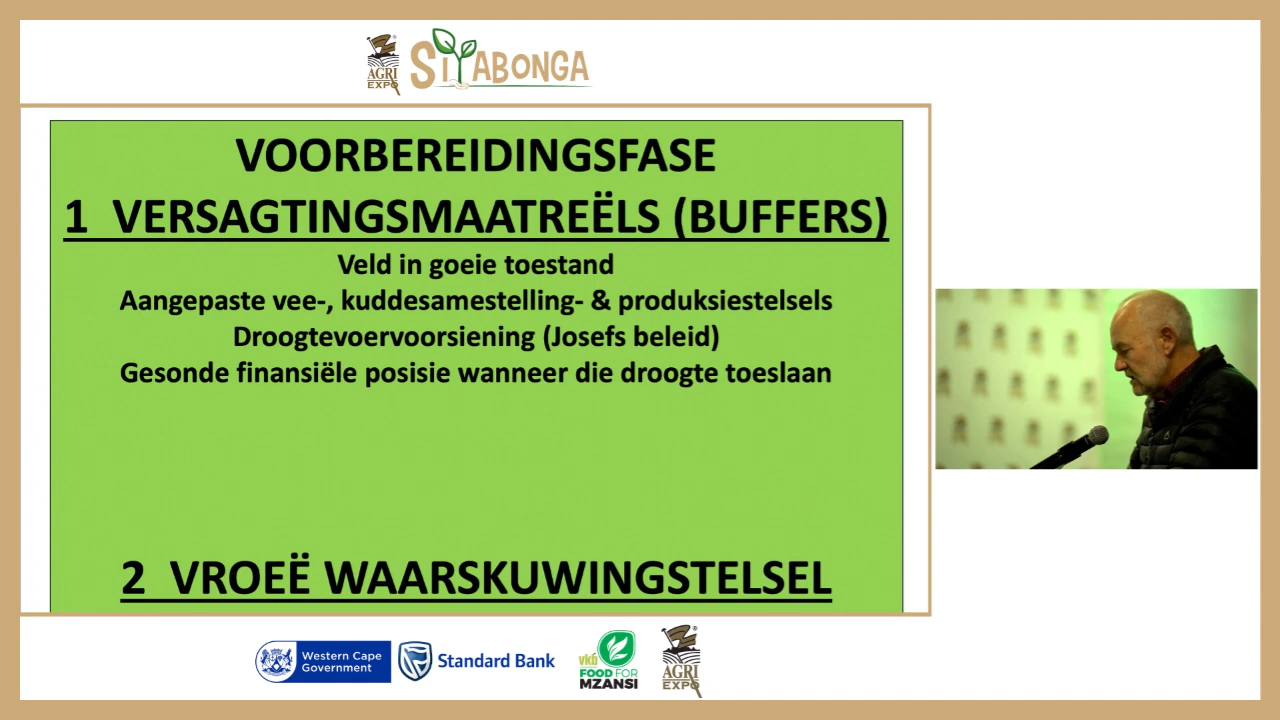 AGRI
EXPO
SIYABONGA
VOORBEREIDINGSFASE
1 VERSAGTINGSMAATREËLS (BUFFERS)
Veld in goeie toestand
Aangepaste vee-, kuddesamestelling- & produksiestelsels
Droogtevoervoorsiening (Josefs beleid)
Gesonde finansiële posisie wanneer die droogte toeslaan
2 VROEË WAARSKUWINGSTELSEL
Western Cape
Government
Standard Bank
vkb
FOOD FOR
MZANSI
AGRI
EXPO